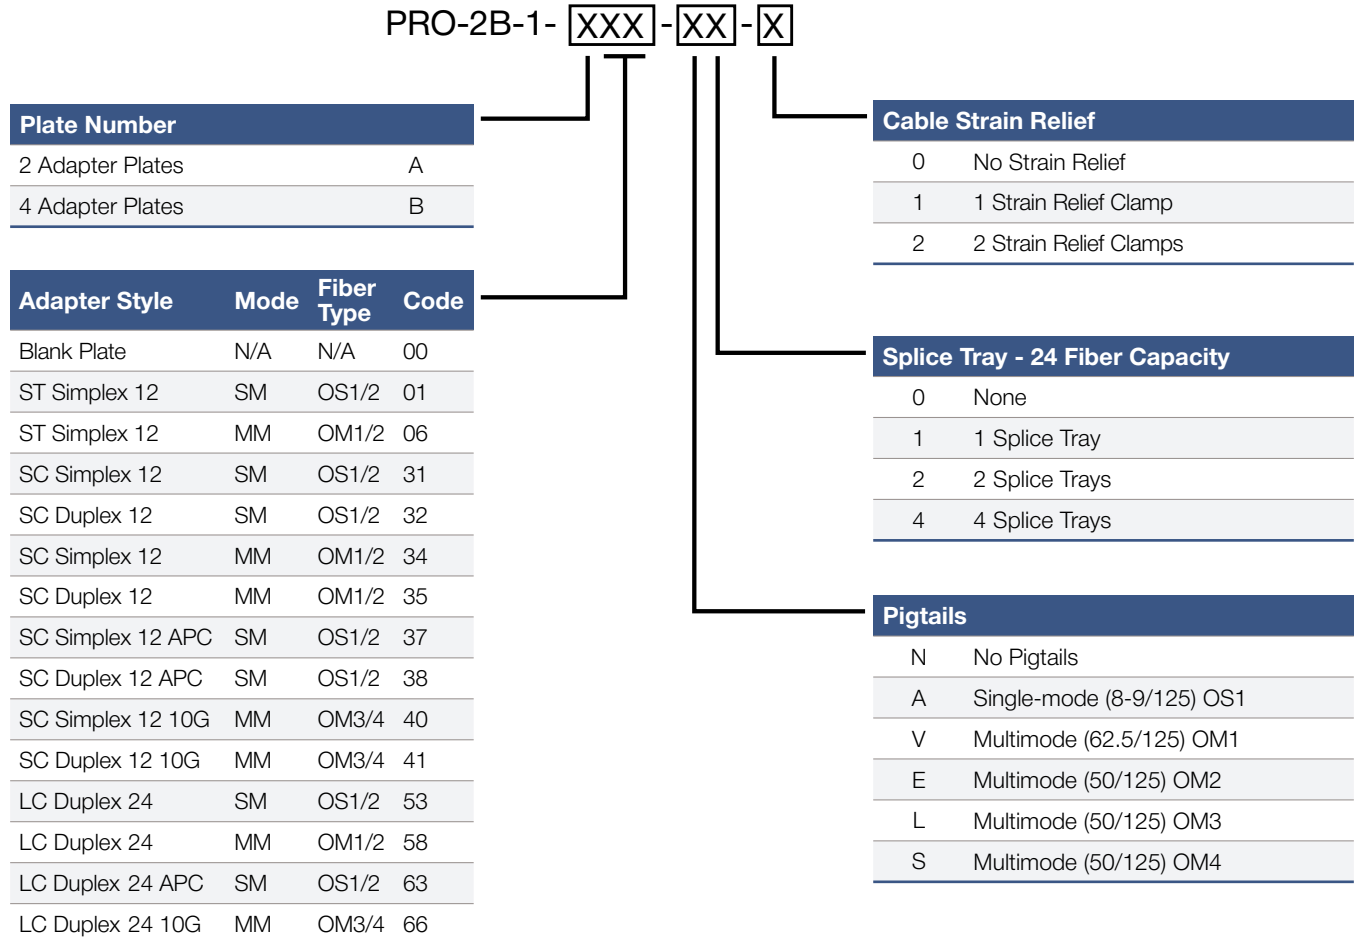 PRO-2B-1- XXX - XX - X
Plate Number
2 Adapter Plates A
4 Adapter Plates B
Adapter Style Mode Fiber Type Code
Blank Plate N/A N/A 00
ST Simplex 12 SM OS1/2 01
ST Simplex 12 MM OM1/2 06
SC Simplex 12 SM OS1/2 31
SC Duplex 12 SM OS1/2 32
SC Simplex 12 MM OM1/2 34
SC Duplex 12 MM OM1/2 35
SC Simplex 12 APC SM OS1/2 37
SC Duplex 12 APC SM OS1/2 38
SC Simplex 12 10G MM OM3/4 40
SC Duplex 12 10G MM OM3/4 41
LC Duplex 24 SM OS1/2 53
LC Duplex 24 MM OM1/2 58
LC Duplex 24 APC SM OS1/2 63
LC Duplex 24 10G MM OM3/4 66
Cable Strain Relief
0 No Strain Relief
1 1 Strain Relief Clamp
2 2 Strain Relief Clamps
Splice Tray - 24 Fiber Capacity
0 None
1 1 Splice Tray
2 2 Splice Trays
4 4 Splice Trays
Pigtails
N No Pigtails
A Single-mode (8-9/125) OS1
V Multimode (62.5/125) OM1
E Multimode (50/125) OM2
L Multimode (50/125) OM3
S Multimode (50/125) OM4